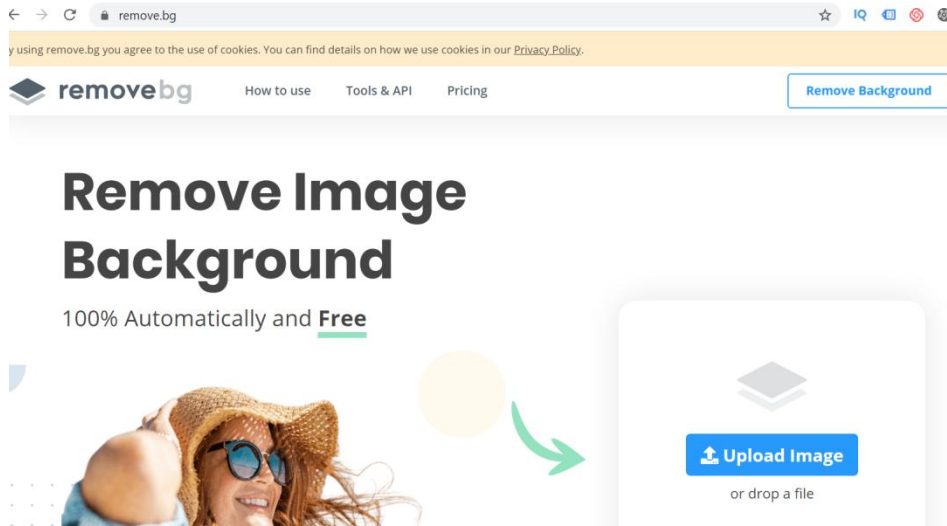 remove.bg
IQ
y using remove.bg you agree to the use of cookies. You can find details on how we use cookies in our Privacy Policy.
removebg
How to use
Tools & API
Pricing
Remove Background
Remove Image
Background
100% Automatically and Free
Upload Image
or drop a file